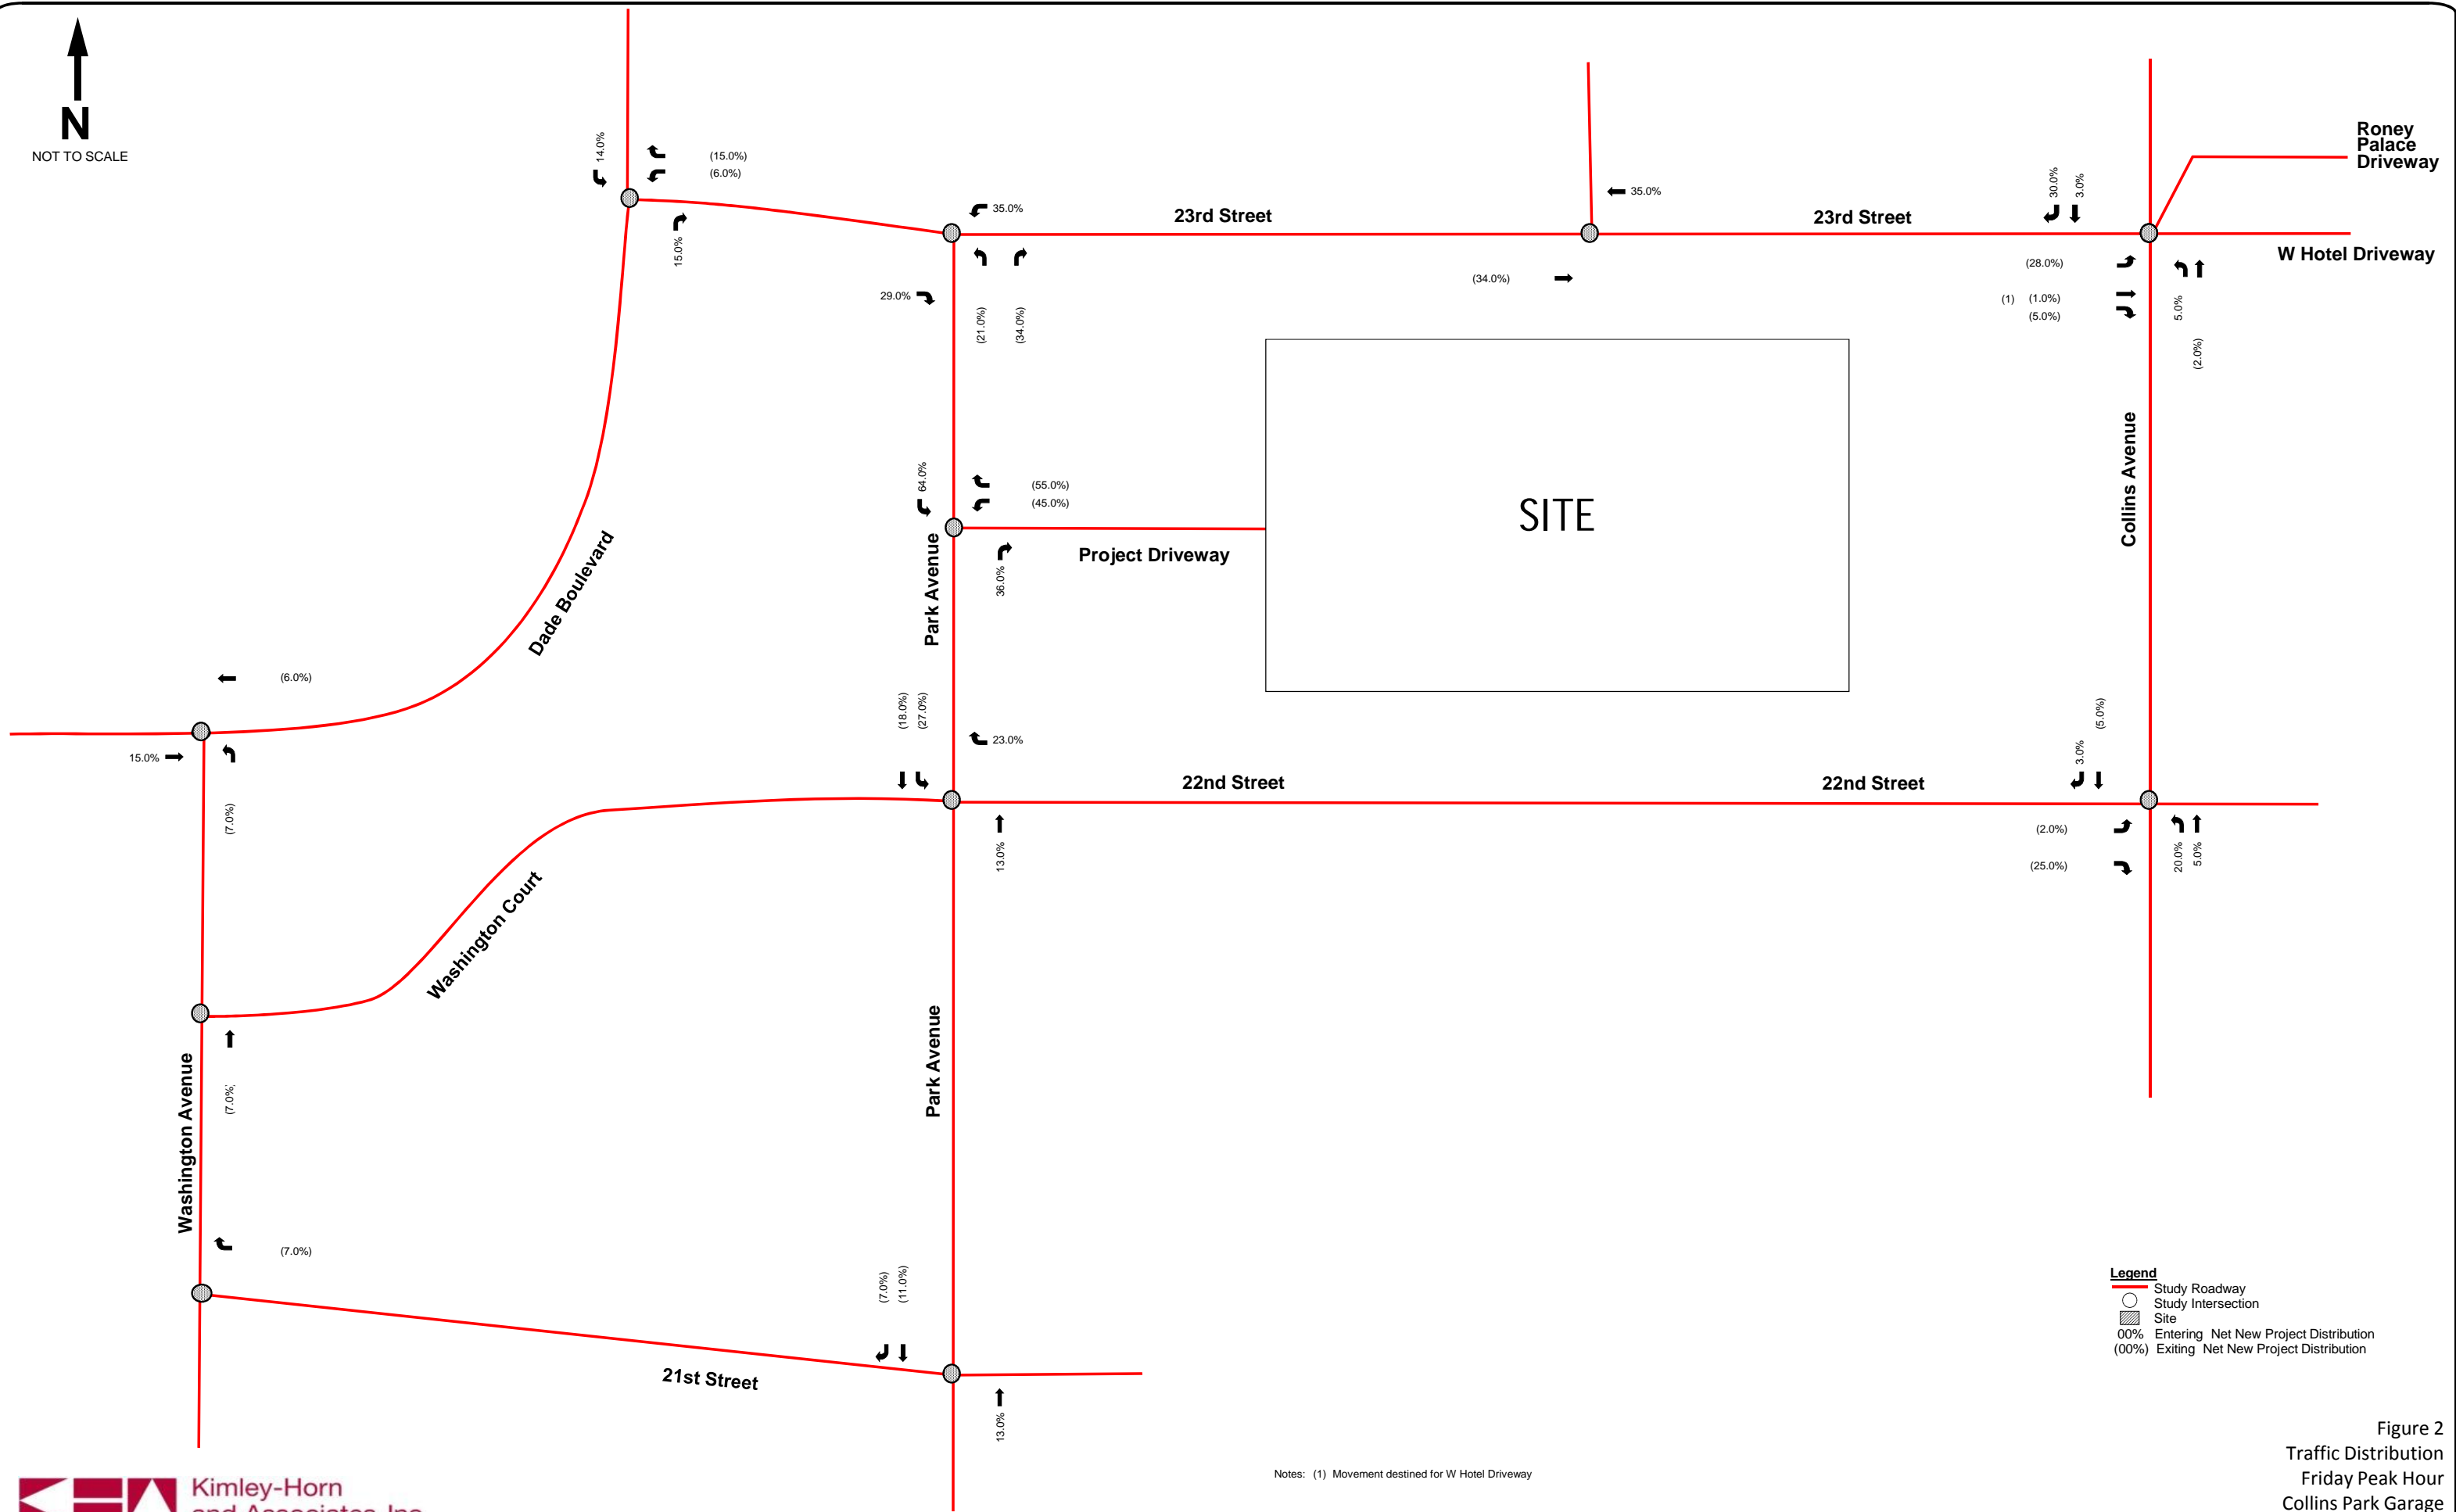 N
NOT TO SCALE
14.0%
(15.0%)
(6.0%)
15.0%
35.0%
23rd Street
35.0%
23rd Street
30.0%
3.0%
Roney
Palace
Driveway
W Hotel Driveway
29.0%
(21.0%)
(34.0%)
(34.0%)
(28.0%)
(1) (1.0%)
(5.0%)
5.0%
(2.0%)
64.0%
(55.0%)
(45.0%)
SITE
Collins Avenue
Dade Boulevard
Park Avenue
36.0%
Project Driveway
(6.0%)
15.0%
(7.0%)
(18.0%)
(27.0%)
23.0%
22nd Street
22nd Street
3.0%
(5.0%)
13.0%
(2.0%)
(25.0%)
20.0%
5.0%
Washington Court
Washington Avenue
(7.0%)
Park Avenue
(7.0%)
(7.0%)
(11.0%)
21st Street
13.0%
Legend
Study Roadway
Study Intersection
Site
00% Entering Net New Project Distribution
(00%) Exiting Net New Project Distribution
Notes: (1) Movement destined for W Hotel Driveway
Figure 2
Traffic Distribution
Friday Peak Hour
Collins Park Garage
Kimley-Horn
and Associates, Inc.